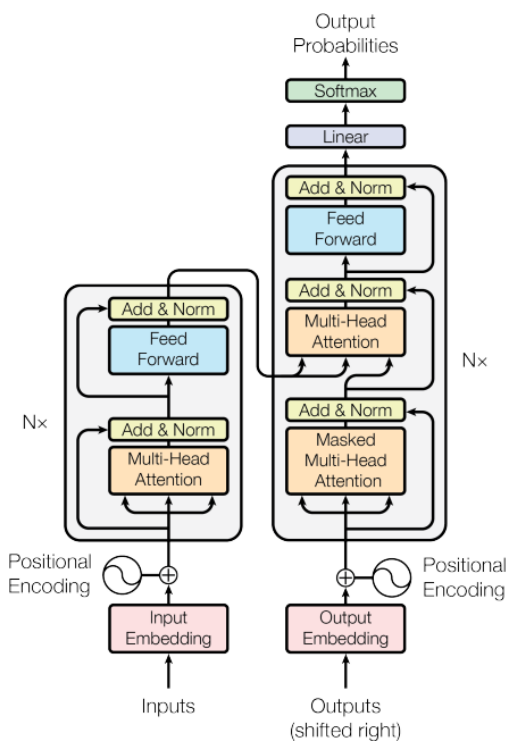 Output
Probabilities
Softmax
Linear
Add & Norm
Feed
Forward
Add & Norm
Multi-Head
Attention
Nx
Add & Norm
Masked
Multi-Head
Attention
Add & Norm
Feed
Forward
Nx
Add & Norm
Multi-Head
Attention
Positional
Encoding
Positional
Encoding
Input
Embedding
Output
Embedding
Inputs
Outputs
(shifted right)